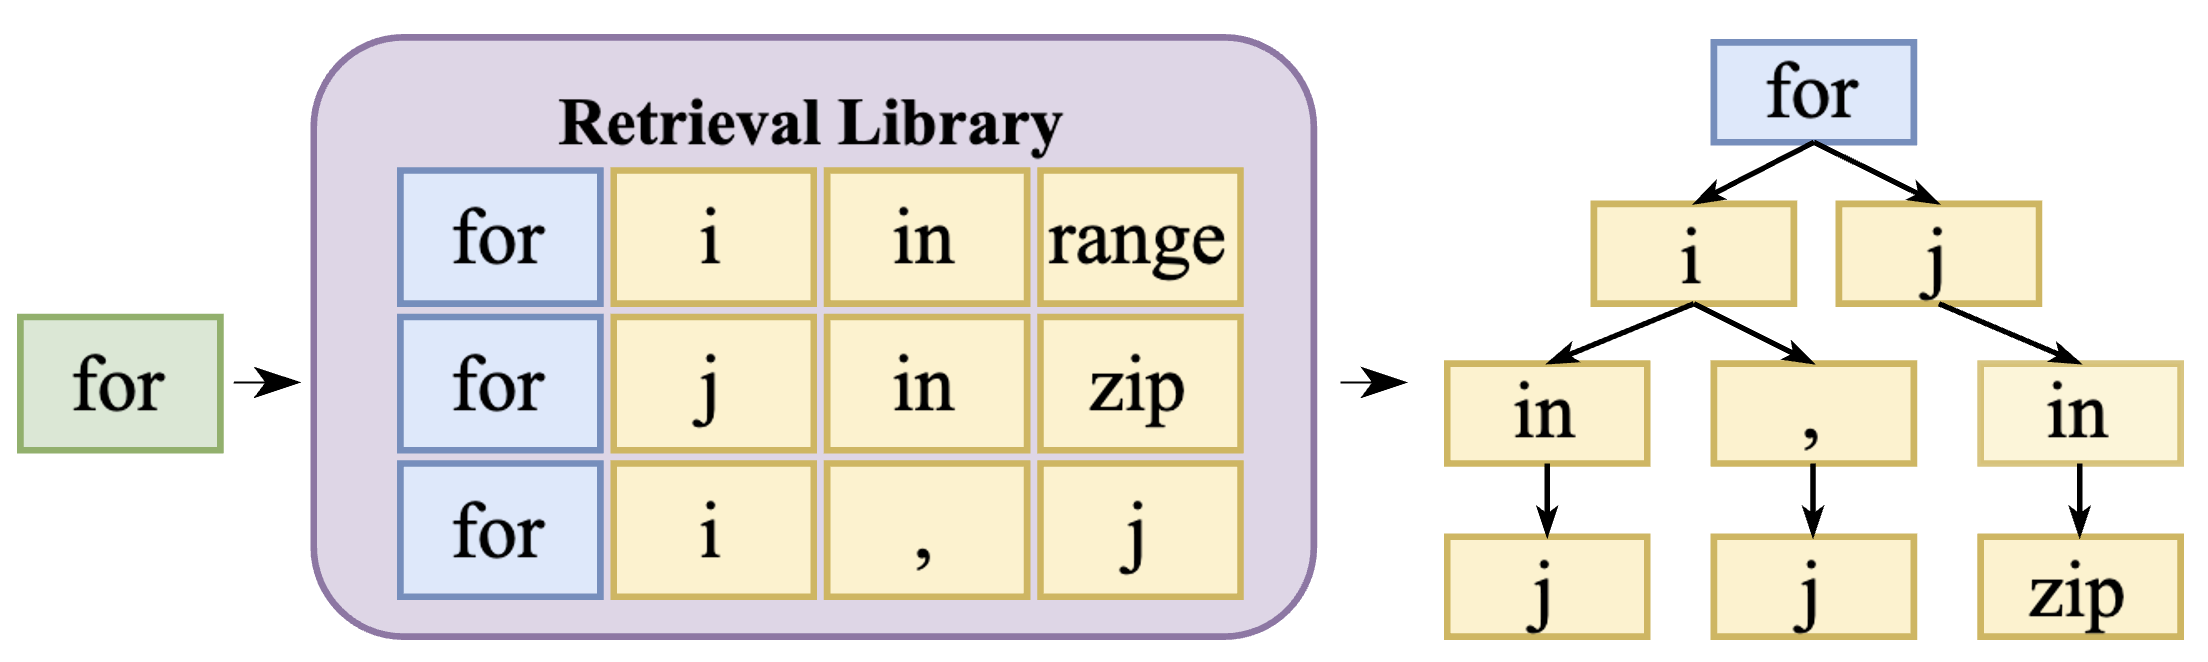 Retrieval Library
for
for i in range
for j in zip
for i , j
for
i j
in , in
j j zip